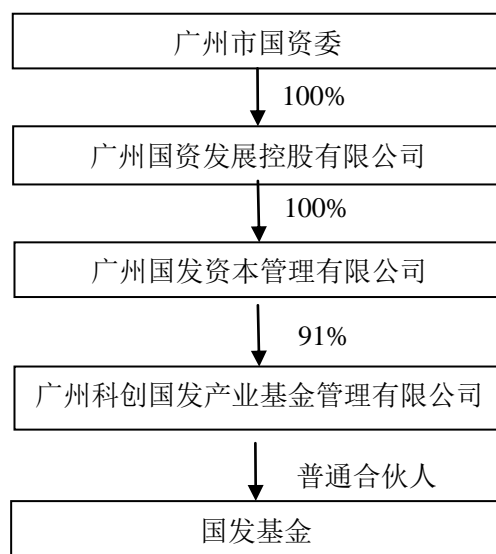 广州市国资委
100%
广州国资发展控股有限公司
100%
广州国发资本管理有限公司
91%
广州科创国发产业基金管理有限公司
普通合伙人
国发基金